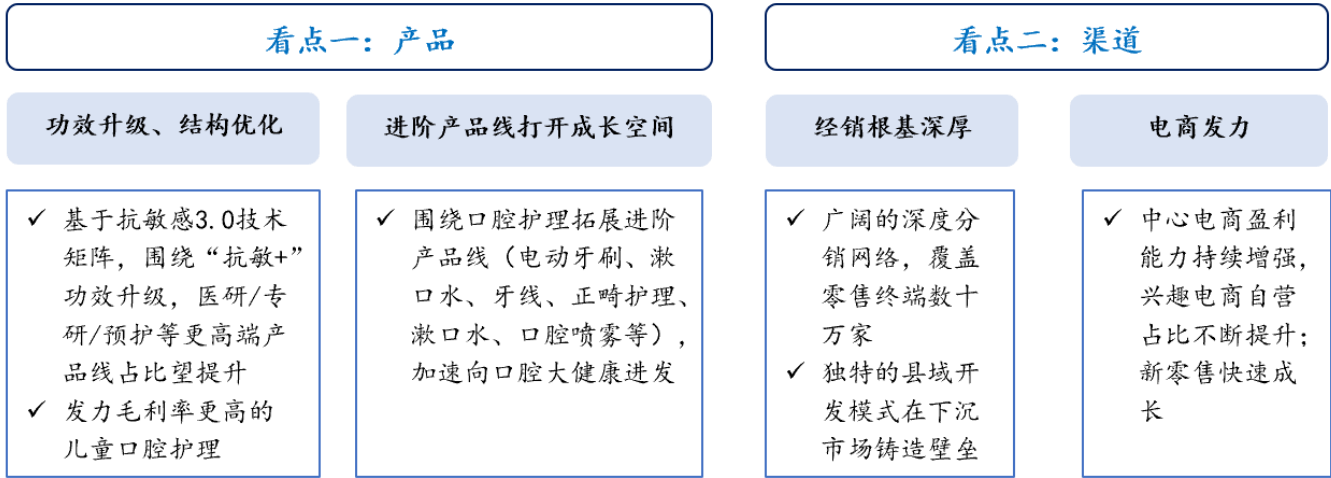 看点一：产品
看点二：渠道
功效升级、结构优化
进阶产品线打开成长空间
经销根基深厚
电商发力
✓ 基于抗敏感3.0技术
矩阵，围绕“抗敏+”
功效升级，医研/专
研/预护等更高端产
品线占比望提升
✓ 发力毛利率更高的
儿童口腔护理
✓ 围绕口腔护理拓展进阶
产品线（电动牙刷、漱
口水、牙线、正畸护理、
漱口水、口腔喷雾等），
加速向口腔大健康进发
✓ 广阔的深度分
销网络，覆盖
零售终端数十
万家
✓ 独特的县域开
发模式在下沉
市场铸造壁垒
✓ 中心电商盈利
能力持续增强，
兴趣电商自营
占比不断提升；
新零售快速成
长